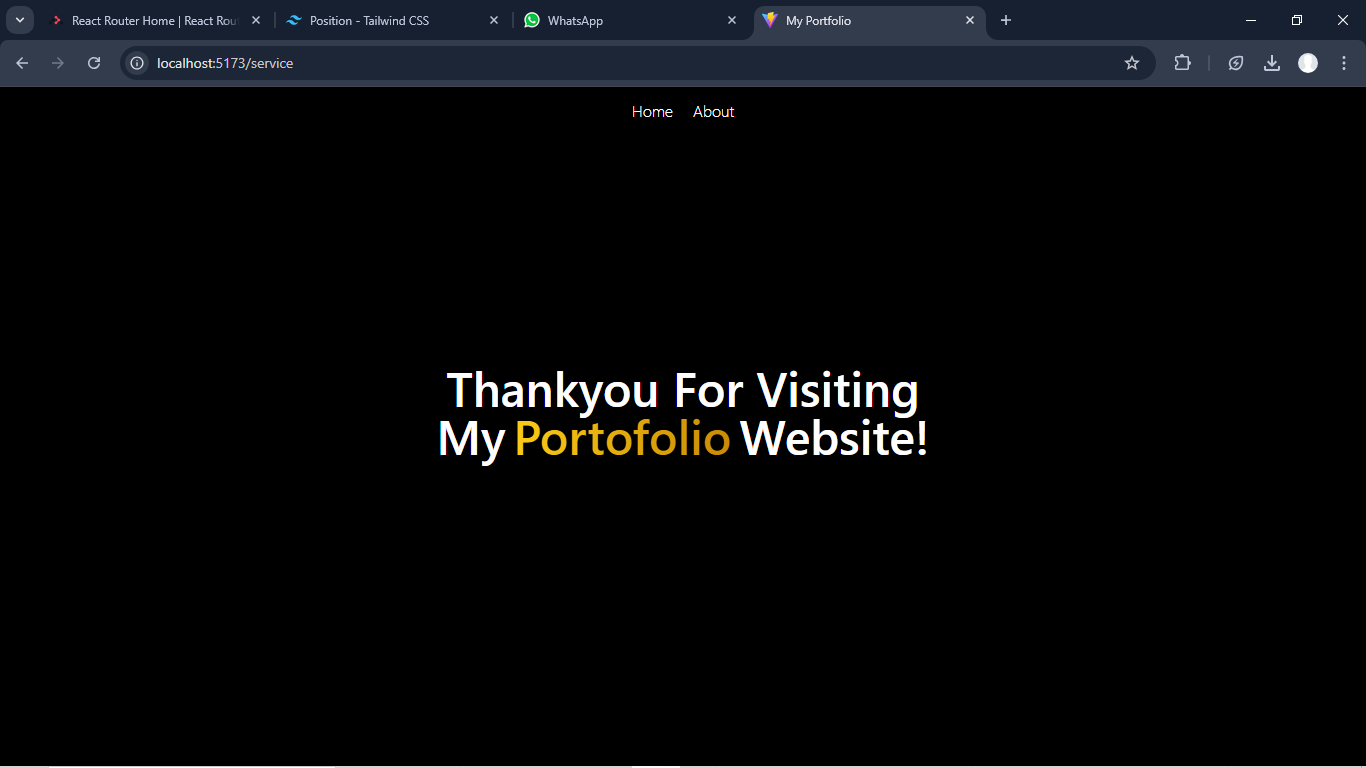 React Router Home | React Rou
Position - Tailwind CSS
WhatsApp
My Portfolio
localhost:5173/service
Home
About
Thankyou For Visiting
My Portofolio Website!